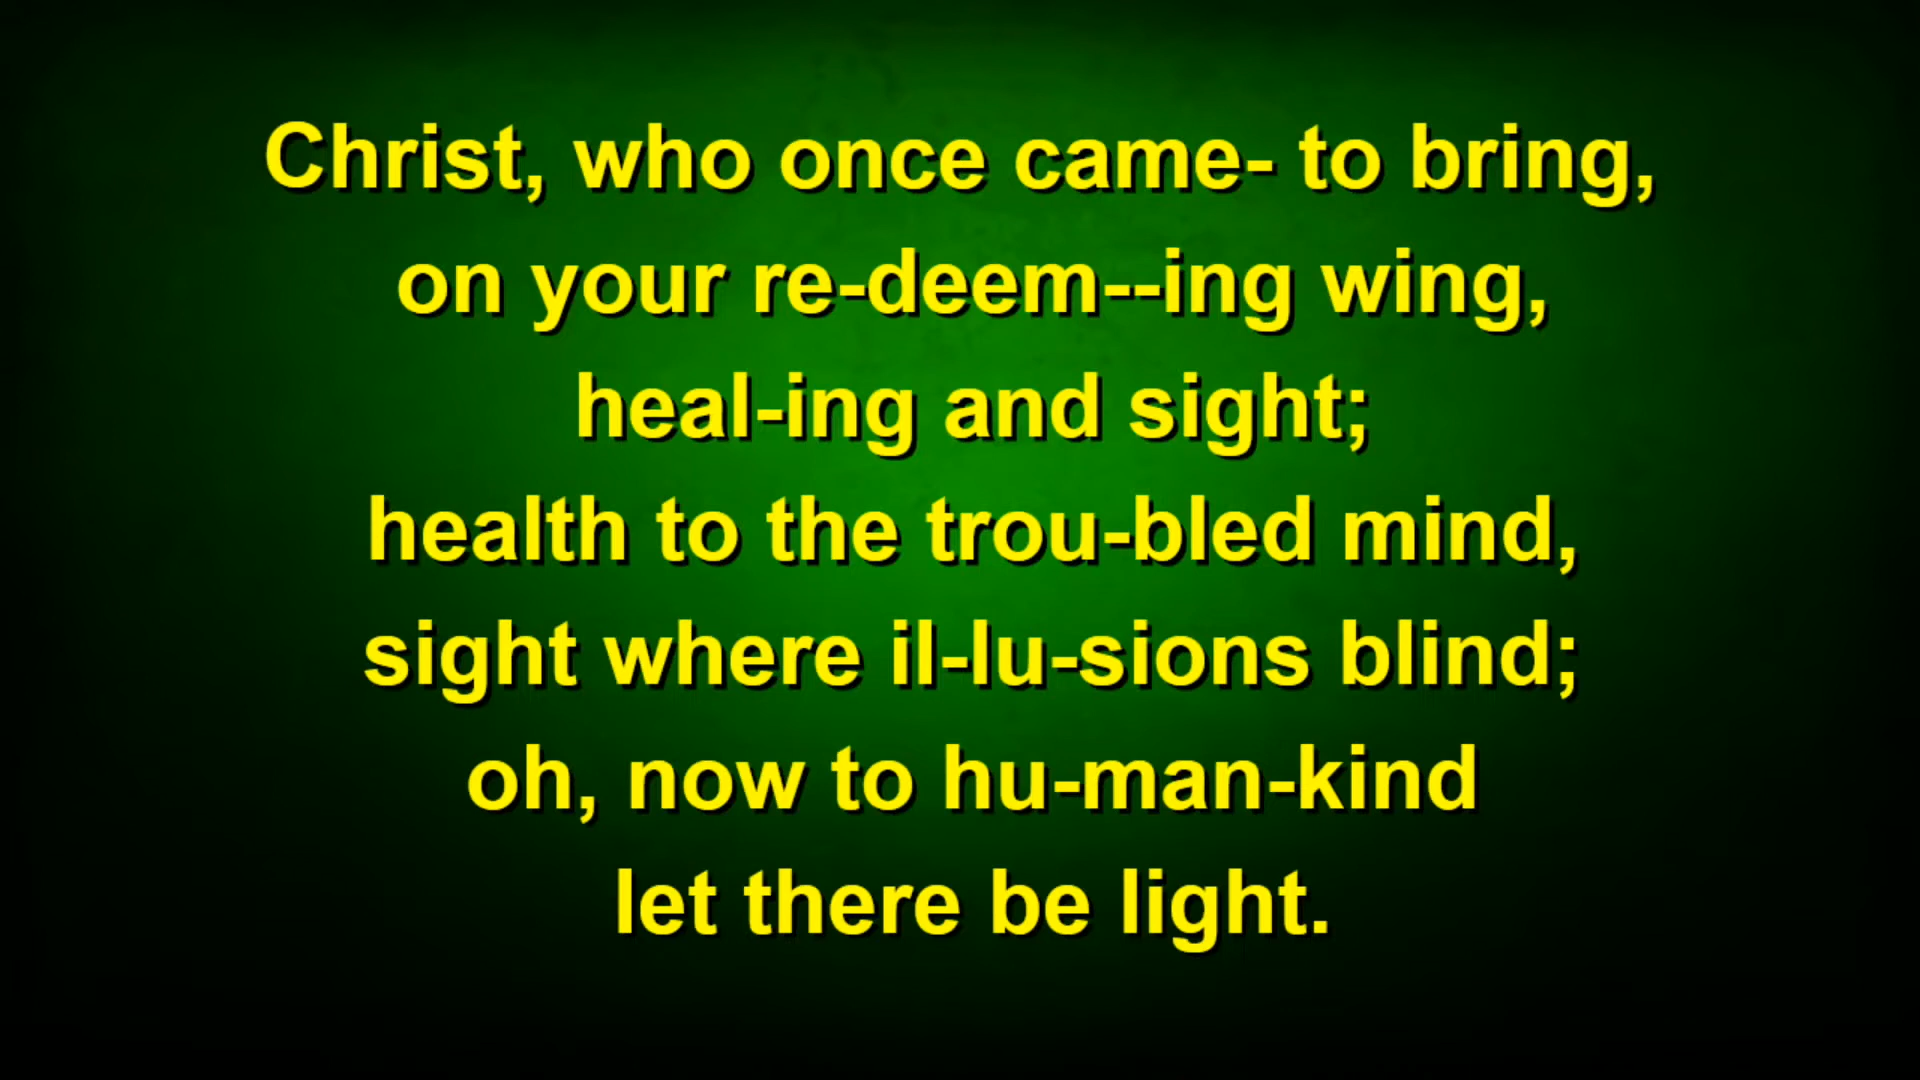 Christ, who once came- to bring,
on your re-deem--ing wing,
heal-ing and sight;
health to the trou-bled mind,
sight where il-lu-sions blind;
oh, now to hu-man-kind
let there be light.